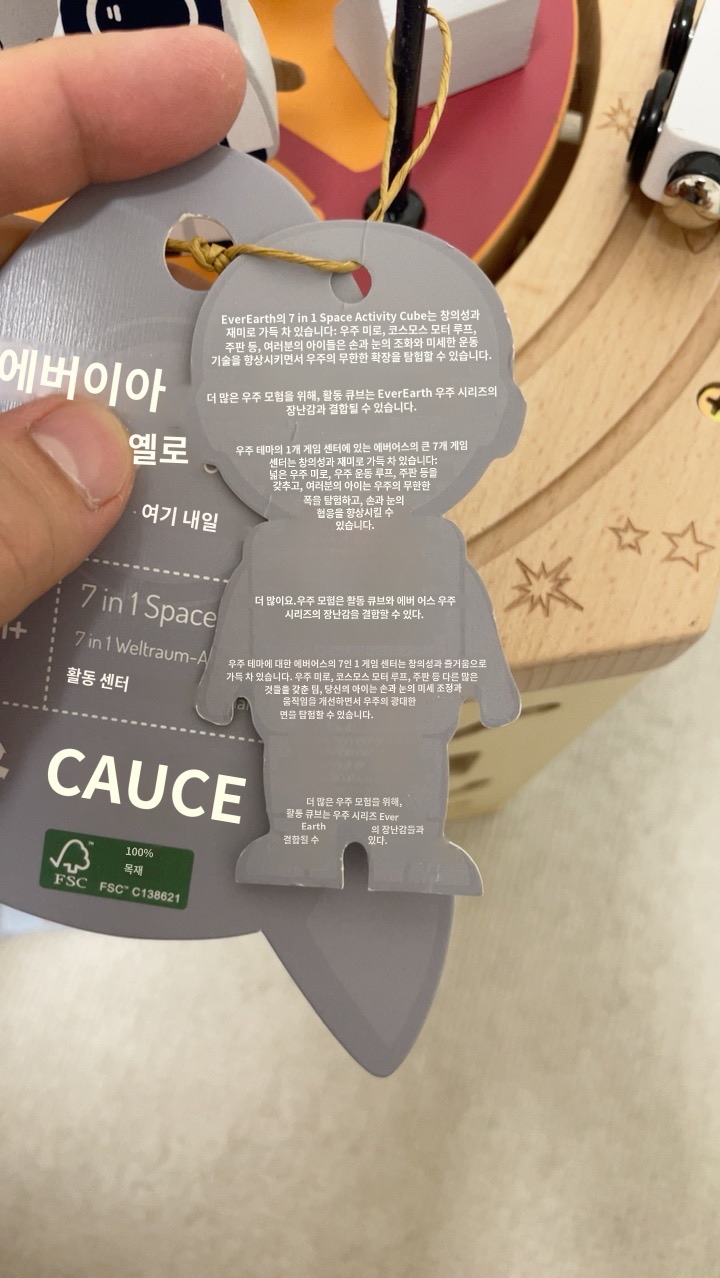 에버이아
옐로
여기 내일
7 in 1 Space
7 in 1 Weltraum-A
활동 센터
CAUCE
FSC
100%
목재
FSC™ C138621
EverEarth의 7 in 1 Space Activity Cube는 창의성과
재미로 가득 차 있습니다: 우주 미로, 코스모스 모터 루프,
주판 등, 여러분의 아이들은 손과 눈의 조화와 미세한 운동
기술을 향상시키면서 우주의 무한한 확장을 탐험할 수 있습니다.
더 많은 우주 모험을 위해, 활동 큐브는 EverEarth 우주 시리즈의
장난감과 결합될 수 있습니다.
우주 테마의 1개 게임 센터에 있는 에버어스의 큰 7개 게임
센터는 창의성과 재미로 가득 차 있습니다:
넓은 우주 미로, 우주 운동 루프, 주판 등을
갖추고, 여러분의 아이는 우주의 무한한
폭을 탐험하고, 손과 눈의
협응을 향상시킬 수
있습니다.
더 많이요.우주 모험은 활동 큐브와 에버 어스 우주
시리즈의 장난감을 결합할 수 있다.
우주 테마에 대한 에버어스의 7인 1 게임 센터는 창의성과 즐거움으로
가득 차 있습니다. 우주 미로, 코스모스 모터 루프, 주판 등 다른 많은
것들을 갖춘 팀, 당신의 아이는 손과 눈의 미세 조정과
움직임을 개선하면서 우주의 광대한
면을 탐험할 수 있습니다.
더 많은 우주 모험을 위해,
활동 큐브는 우주 시리즈 Ever
Earth 의 장난감들과
결합될 수 있다.